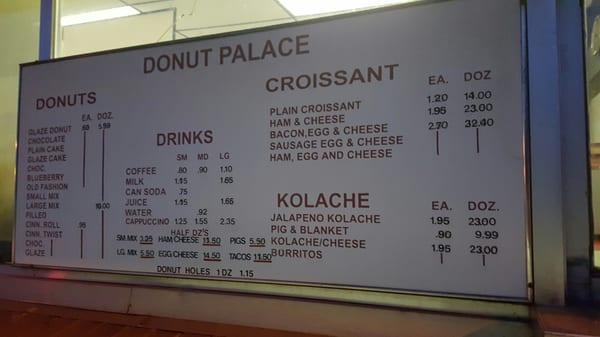 DONUT PALACE
DONUTS
EA. DOZ.
GLAZE DONUT .60 5.99
CHOCOLATE
PLAIN CAKE
GLAZE CAKE
CHOC.
BLUEBERRY
OLD FASHION
SMALL MIX
LARGE MIX 10.00
FILLED
CINN. ROLL .95
CINN. TWIST
CHOC.
GLAZE
DRINKS
SM MD LG
COFFEE .80 .90 1.10
MILK 1.15 1.65
CAN SODA .75
JUICE 1.15 1.65
WATER .92
CAPPUCCINO 1.25 1.55 2.35
HALF DZ'S
SM. MIX 3.25 HAM/CHEESE 13.50 PIGS 5.50
LG. MIX 5.50 EGG/CHEESE 14.50 TACOS 13.50
DONUT HOLES 1 DZ 1.15
CROISSANT
EA. DOZ
PLAIN CROISSANT 1.20 14.00
HAM & CHEESE 1.95 23.00
BACON,EGG & CHEESE 2.70 32.40
SAUSAGE EGG & CHEESE
HAM, EGG AND CHEESE
KOLACHE
EA. DOZ.
JALAPENO KOLACHE 1.95 23.00
PIG & BLANKET .90 9.99
KOLACHE/CHEESE 1.95 23.00
BURRITOS